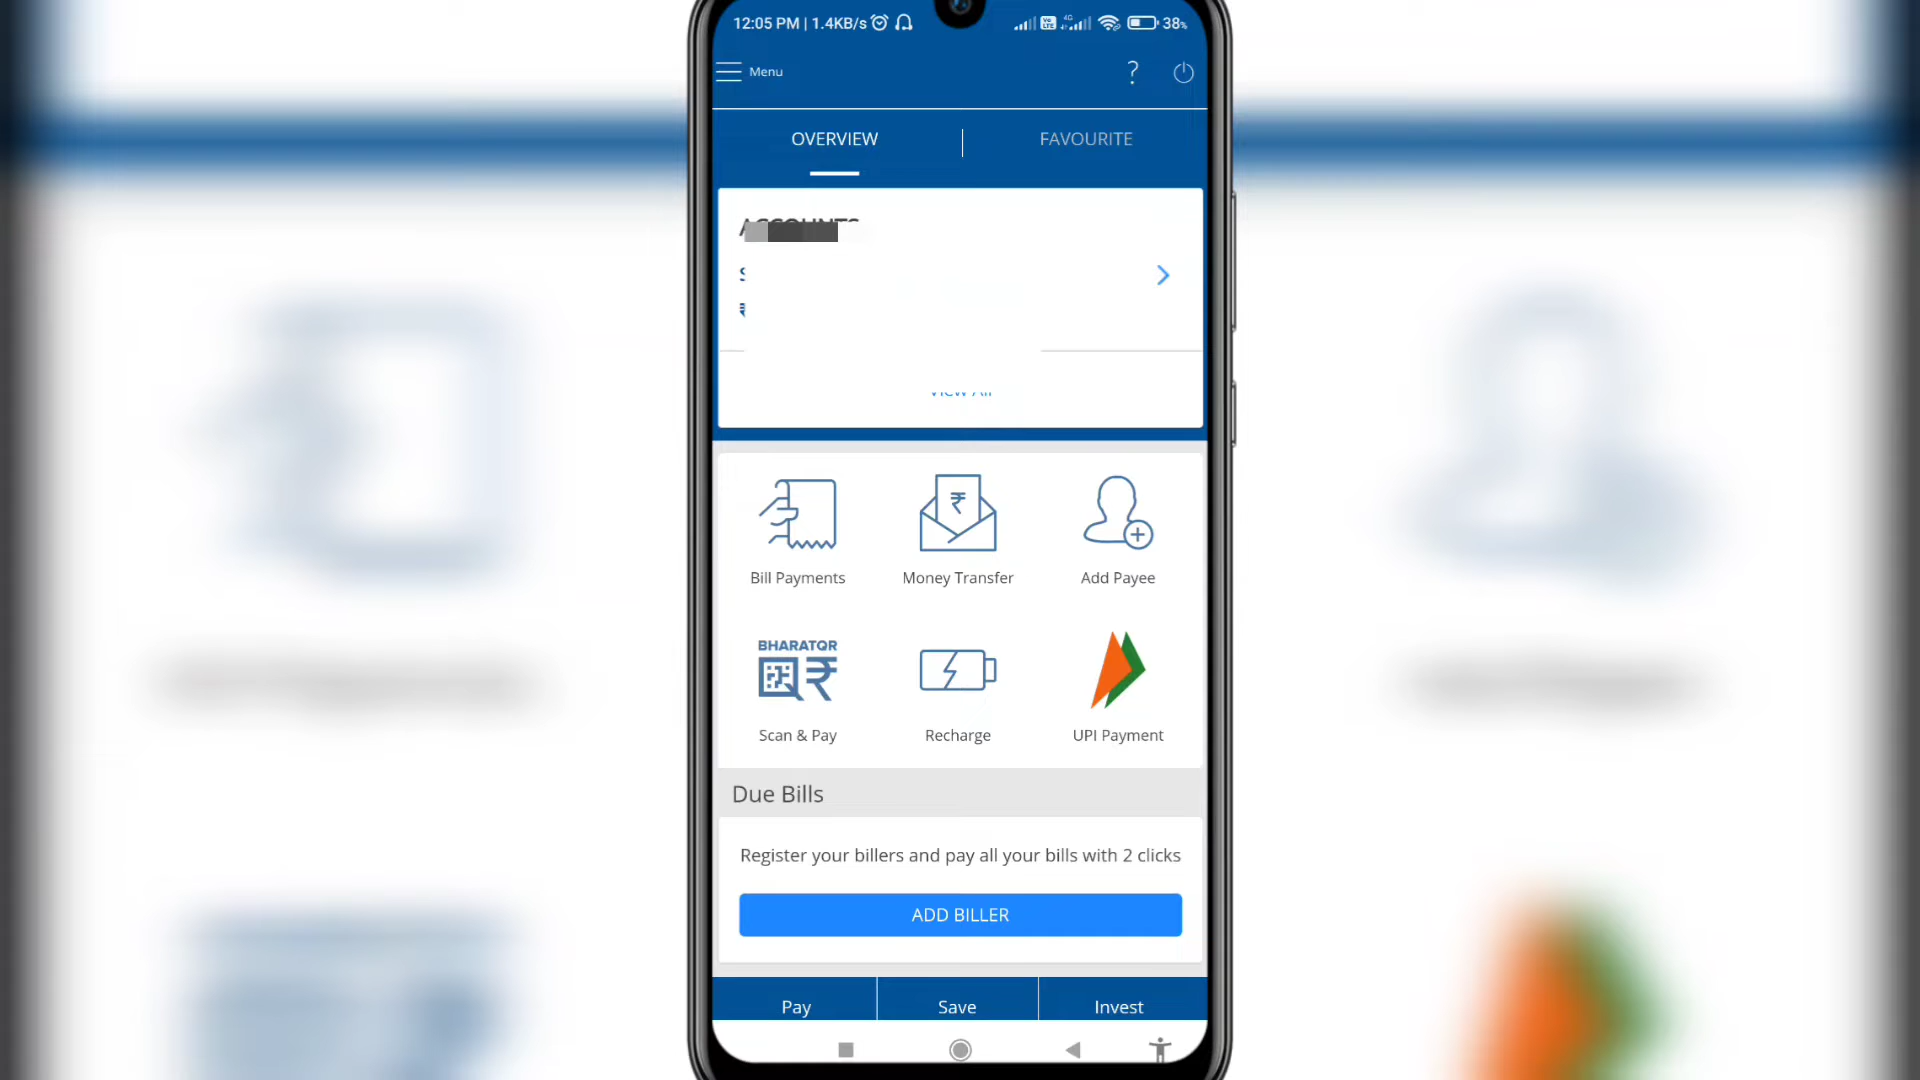 12:05 PM | 1.4KB/s 4G 38%
Menu
?
OVERVIEW
FAVOURITE
ACCOUNTS
S
₹
View All
Bill Payments
Money Transfer
Add Payee
BHARATQR
Scan & Pay
Recharge
UPI Payment
Due Bills
Register your billers and pay all your bills with 2 clicks
ADD BILLER
Pay
Save
Invest